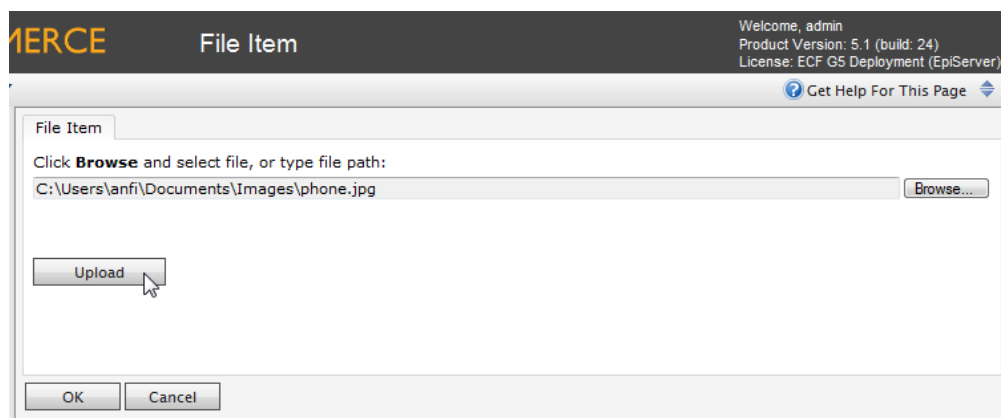 MERCE
File Item
Welcome, admin
Product Version: 5.1 (build: 24)
License: ECF G5 Deployment (EpiServer)
Get Help For This Page
File Item
Click Browse and select file, or type file path:
C:\Users\anfi\Documents\Images\phone.jpg
Browse...
Upload
OK
Cancel